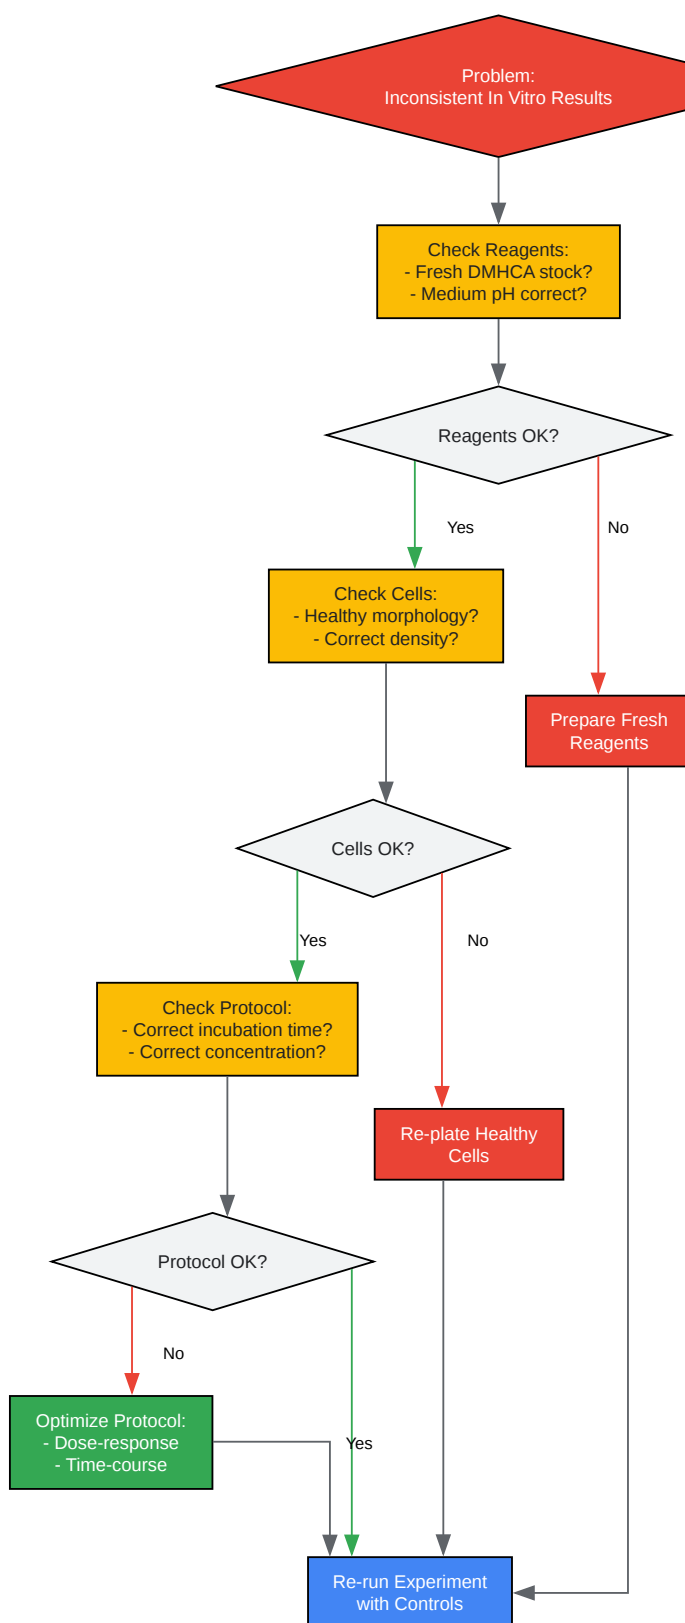 Problem:
Inconsistent In Vitro Results
Check Reagents:
- Fresh DMHCA stock?
- Medium pH correct?
Reagents OK?
Yes
No
Check Cells:
- Healthy morphology?
- Correct density?
Prepare Fresh
Reagents
Cells OK?
Yes
No
Check Protocol:
- Correct incubation time?
- Correct concentration?
Re-plate Healthy
Cells
Protocol OK?
No
Optimize Protocol:
- Dose-response
- Time-course
Yes
Re-run Experiment
with Controls